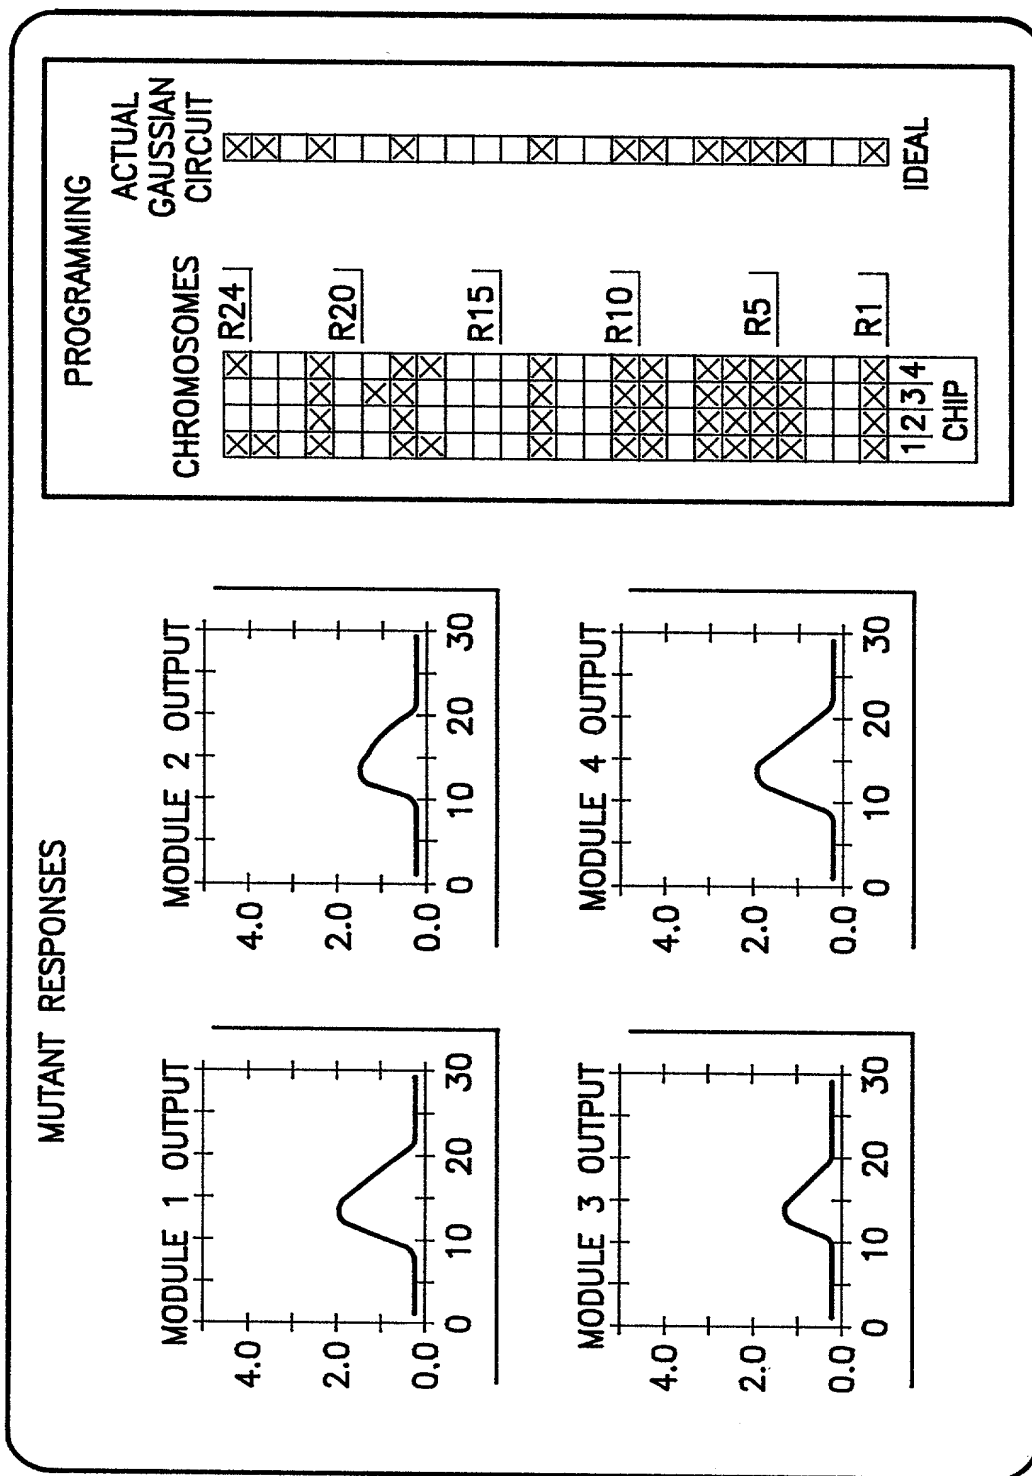 MUTANT RESPONSES
MODULE 1 OUTPUT
4.0
2.0
0.0
0 10 20 30
MODULE 2 OUTPUT
4.0
2.0
0.0
0 10 20 30
MODULE 3 OUTPUT
4.0
2.0
0.0
0 10 20 30
MODULE 4 OUTPUT
4.0
2.0
0.0
0 10 20 30
PROGRAMMING
CHROMOSOMES
ACTUAL
GAUSSIAN
CIRCUIT
R24
R20
R15
R10
R5
R1
1 2 3 4
CHIP
IDEAL